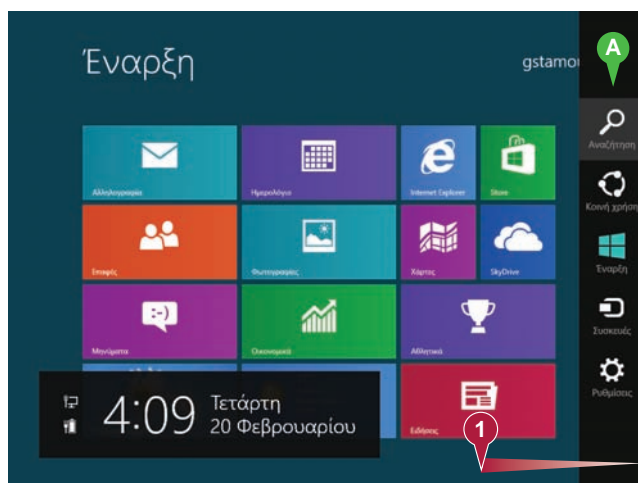 Έναρξη
gstamou
A
Αλληλογραφία
Ημερολόγιο
Internet Explorer
Store
Επαφές
Φωτογραφίες
Χάρτες
SkyDrive
Μηνύματα
Οικονομικά
Αθλητικά
Ειδήσεις
Αναζήτηση
Κοινή χρήση
Έναρξη
Συσκευές
Ρυθμίσεις
4:09
Τετάρτη
20 Φεβρουαρίου
1